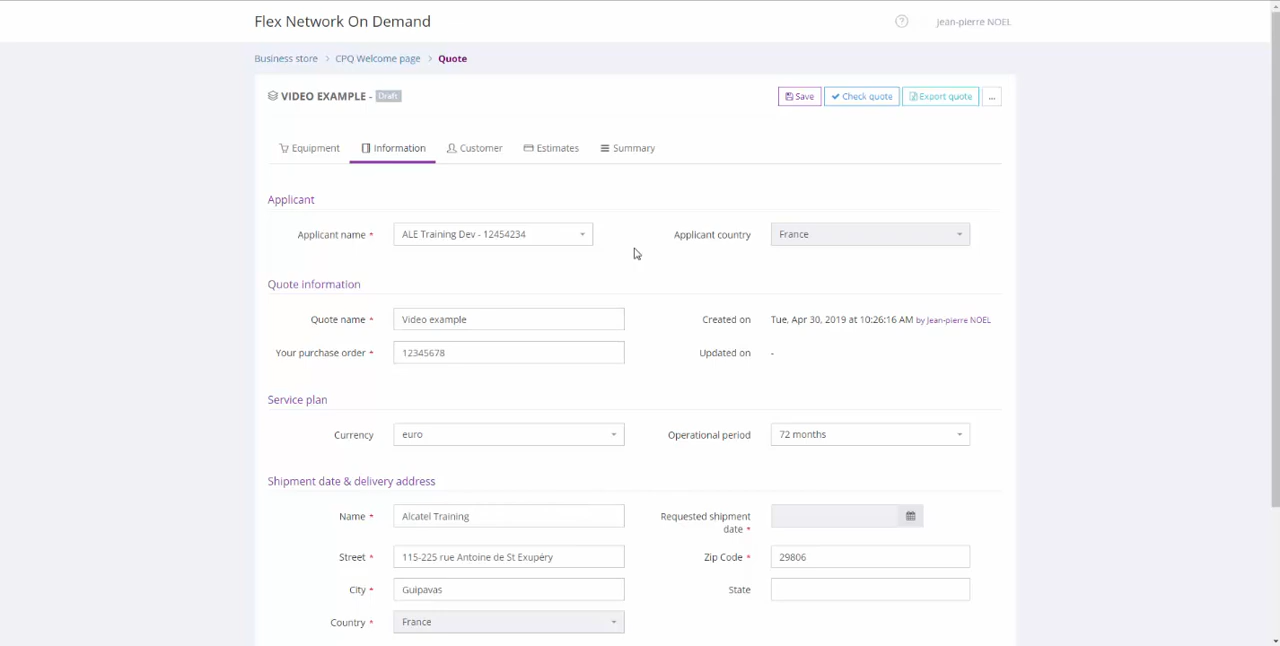 Flex Network On Demand
? jean-pierre NOEL
Business store > CPQ Welcome page > Quote
VIDEO EXAMPLE - Draft
Save Check quote Export quote ...
Equipment Information Customer Estimates Summary
Applicant
Applicant name * ALE Training Dev - 12454234 Applicant country France
Quote information
Quote name * Video example Created on Tue, Apr 30, 2019 at 10:26:16 AM by Jean-pierre NOEL
Your purchase order * 12345678 Updated on -
Service plan
Currency euro Operational period 72 months
Shipment date & delivery address
Name * Alcatel Training Requested shipment date *
Street * 115-225 rue Antoine de St Exupéry Zip Code * 29806
City * Guipavas State
Country * France